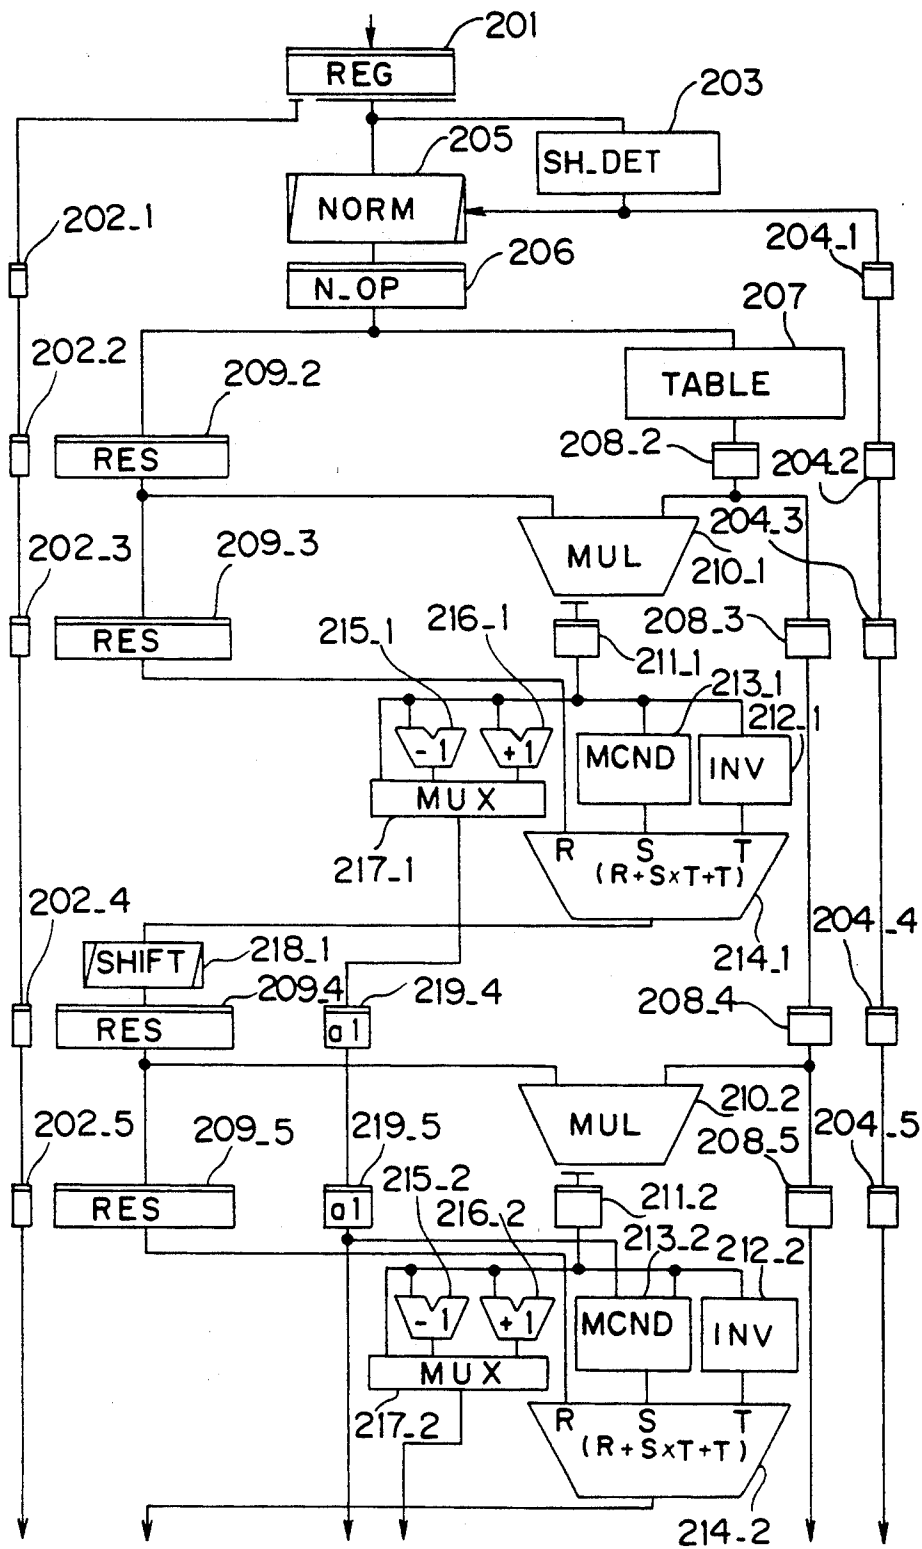 201
REG
203
205
SH_DET
202_1
NORM
204_1
206
N_OP
207
202_2
209_2
TABLE
208_2
RES
204_2
204_3
202_3
209_3
MUL
210_1
215_1
216_1
208_3
RES
211_1
213_1
212_1
-1
+1
MCND
INV
MUX
R S T
(R+S×T+T)
217_1
202_4
204_4
SHIFT
218_1
214_1
209_4
219_4
208_4
RES
a1
202_5
209_5
219_5
MUL
210_2
208_5
204_5
215_2
RES
a1
216_2
211_2
213_2
212_2
-1
+1
MCND
INV
MUX
217_2
R S T
(R+S×T+T)
214_2